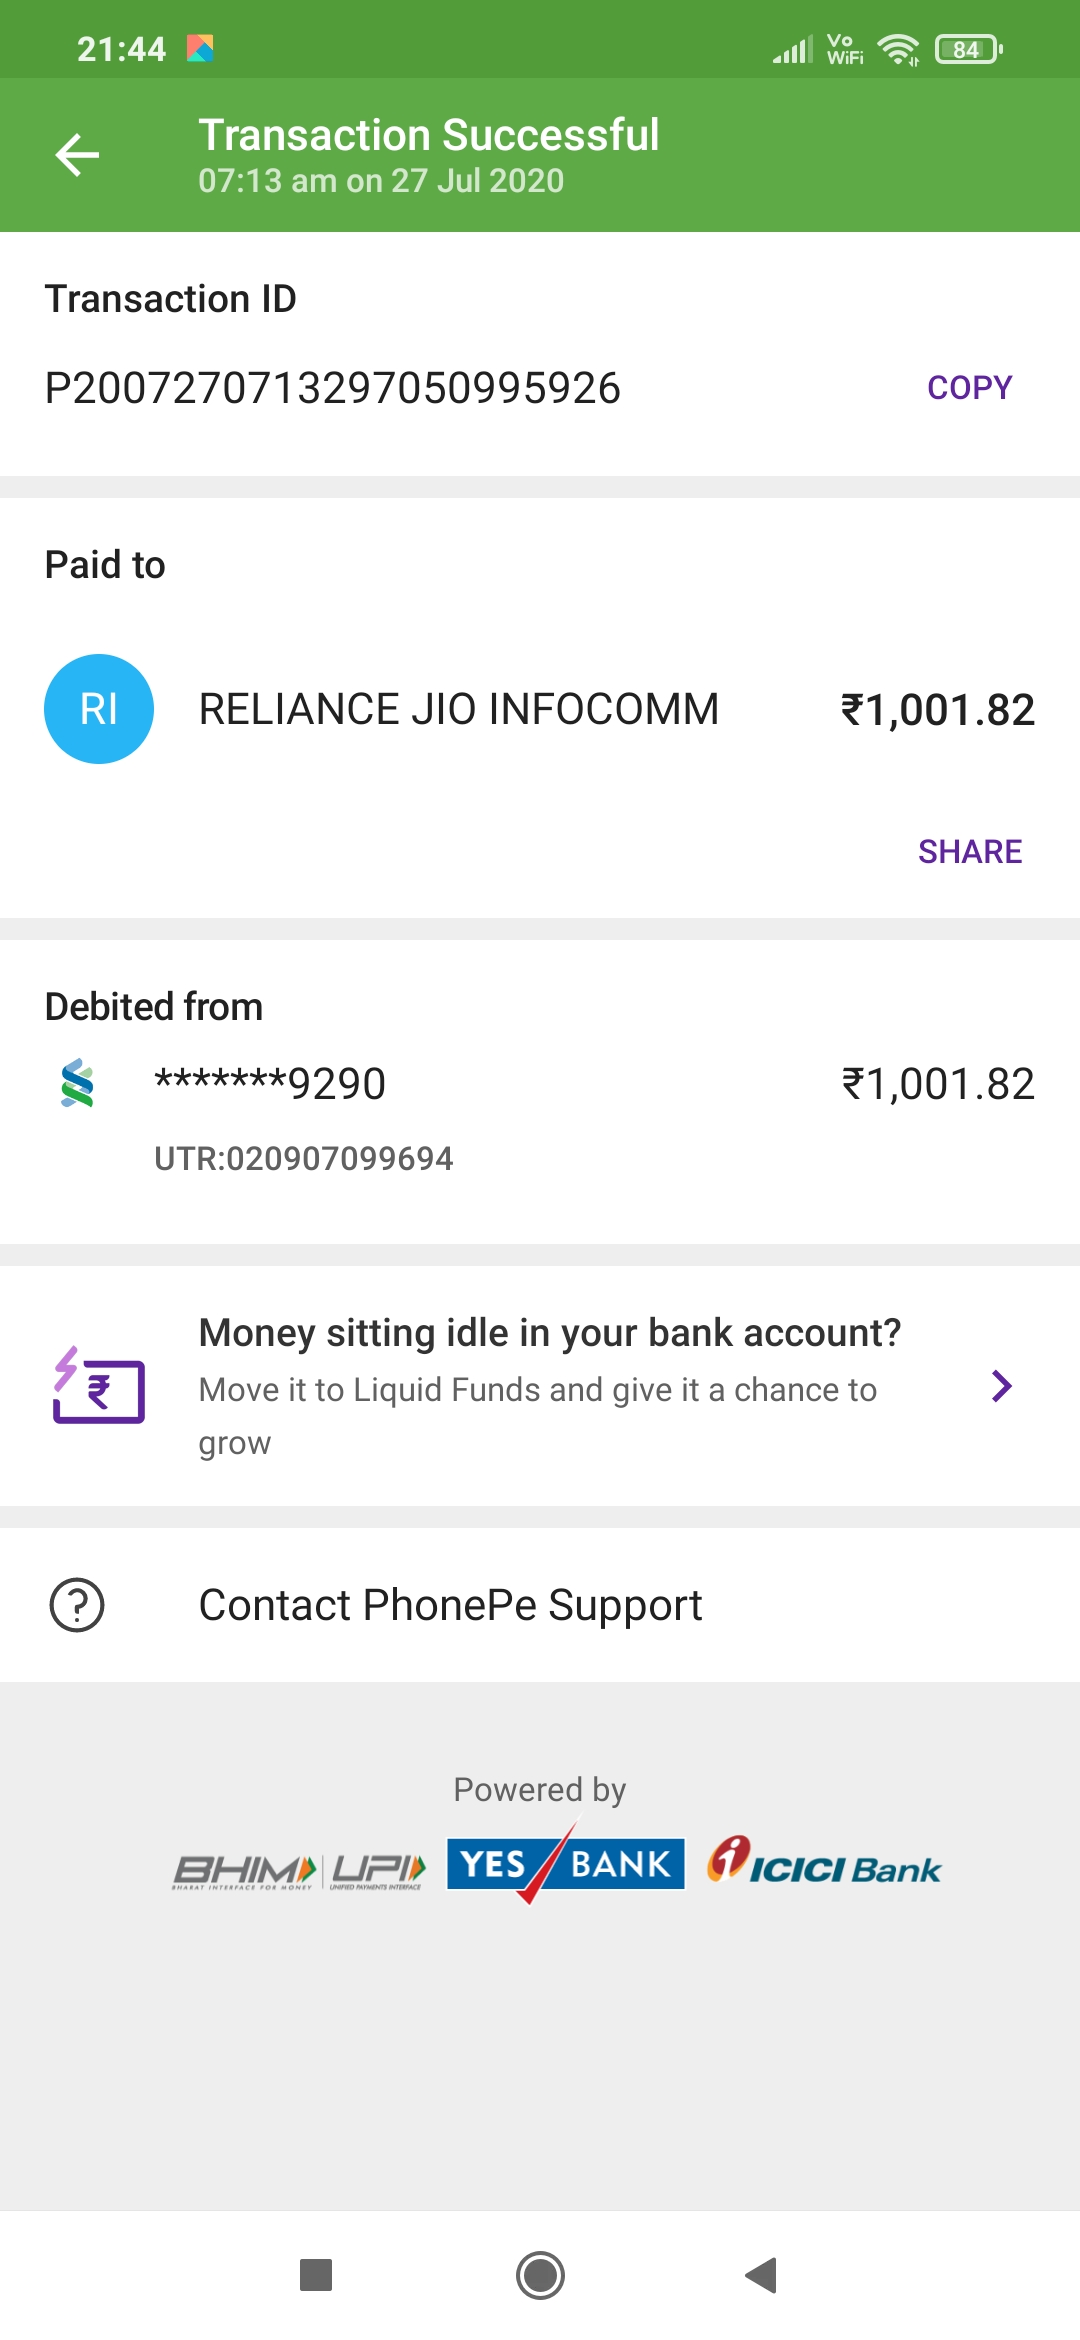 21:44
Vo
WiFi
84
Transaction Successful
07:13 am on 27 Jul 2020
Transaction ID
P2007270713297050995926
COPY
Paid to
RI
RELIANCE JIO INFOCOMM
₹1,001.82
SHARE
Debited from
*******9290
₹1,001.82
UTR:020907099694
Money sitting idle in your bank account?
Move it to Liquid Funds and give it a chance to
grow
₹
Contact PhonePe Support
Powered by
BHIM
BHARAT INTERFACE FOR MONEY
UPI
UNIFIED PAYMENTS INTERFACE
YES BANK
ICICI Bank